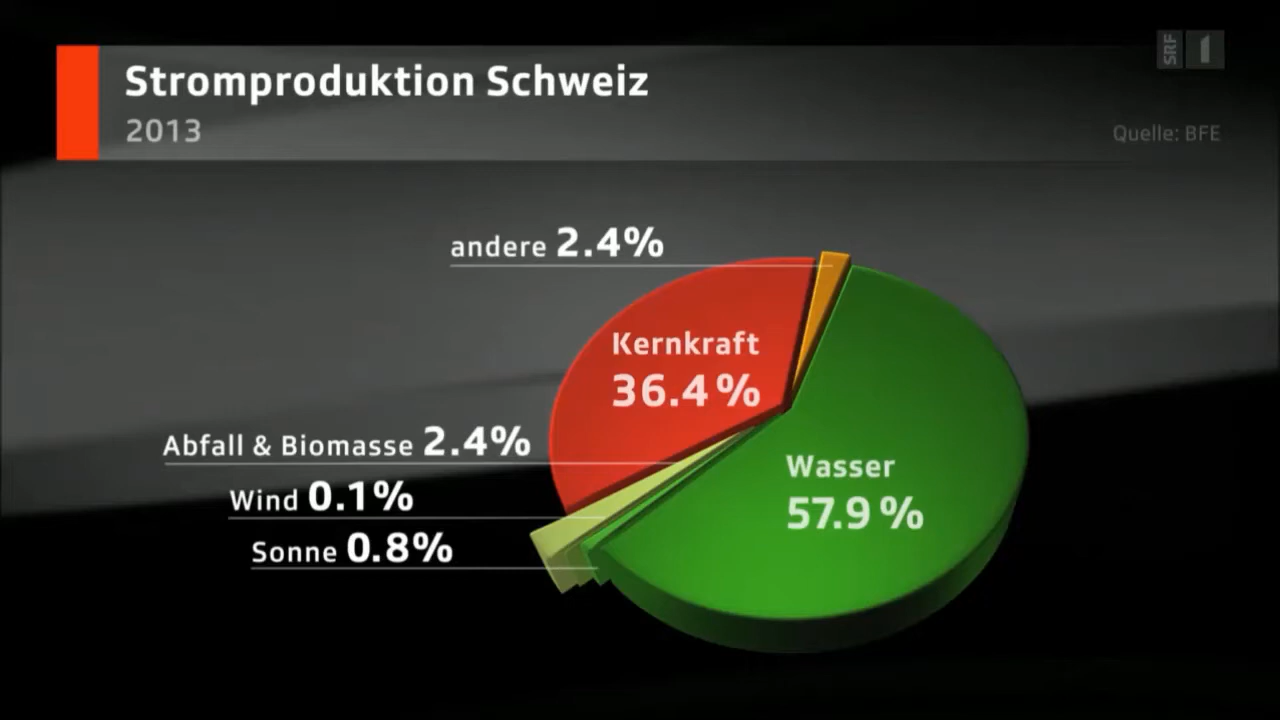 Stromproduktion Schweiz
2013
SRF 1
Quelle: BFE
andere 2.4%
Kernkraft
36.4%
Abfall & Biomasse 2.4%
Wasser
57.9%
Wind 0.1%
Sonne 0.8%